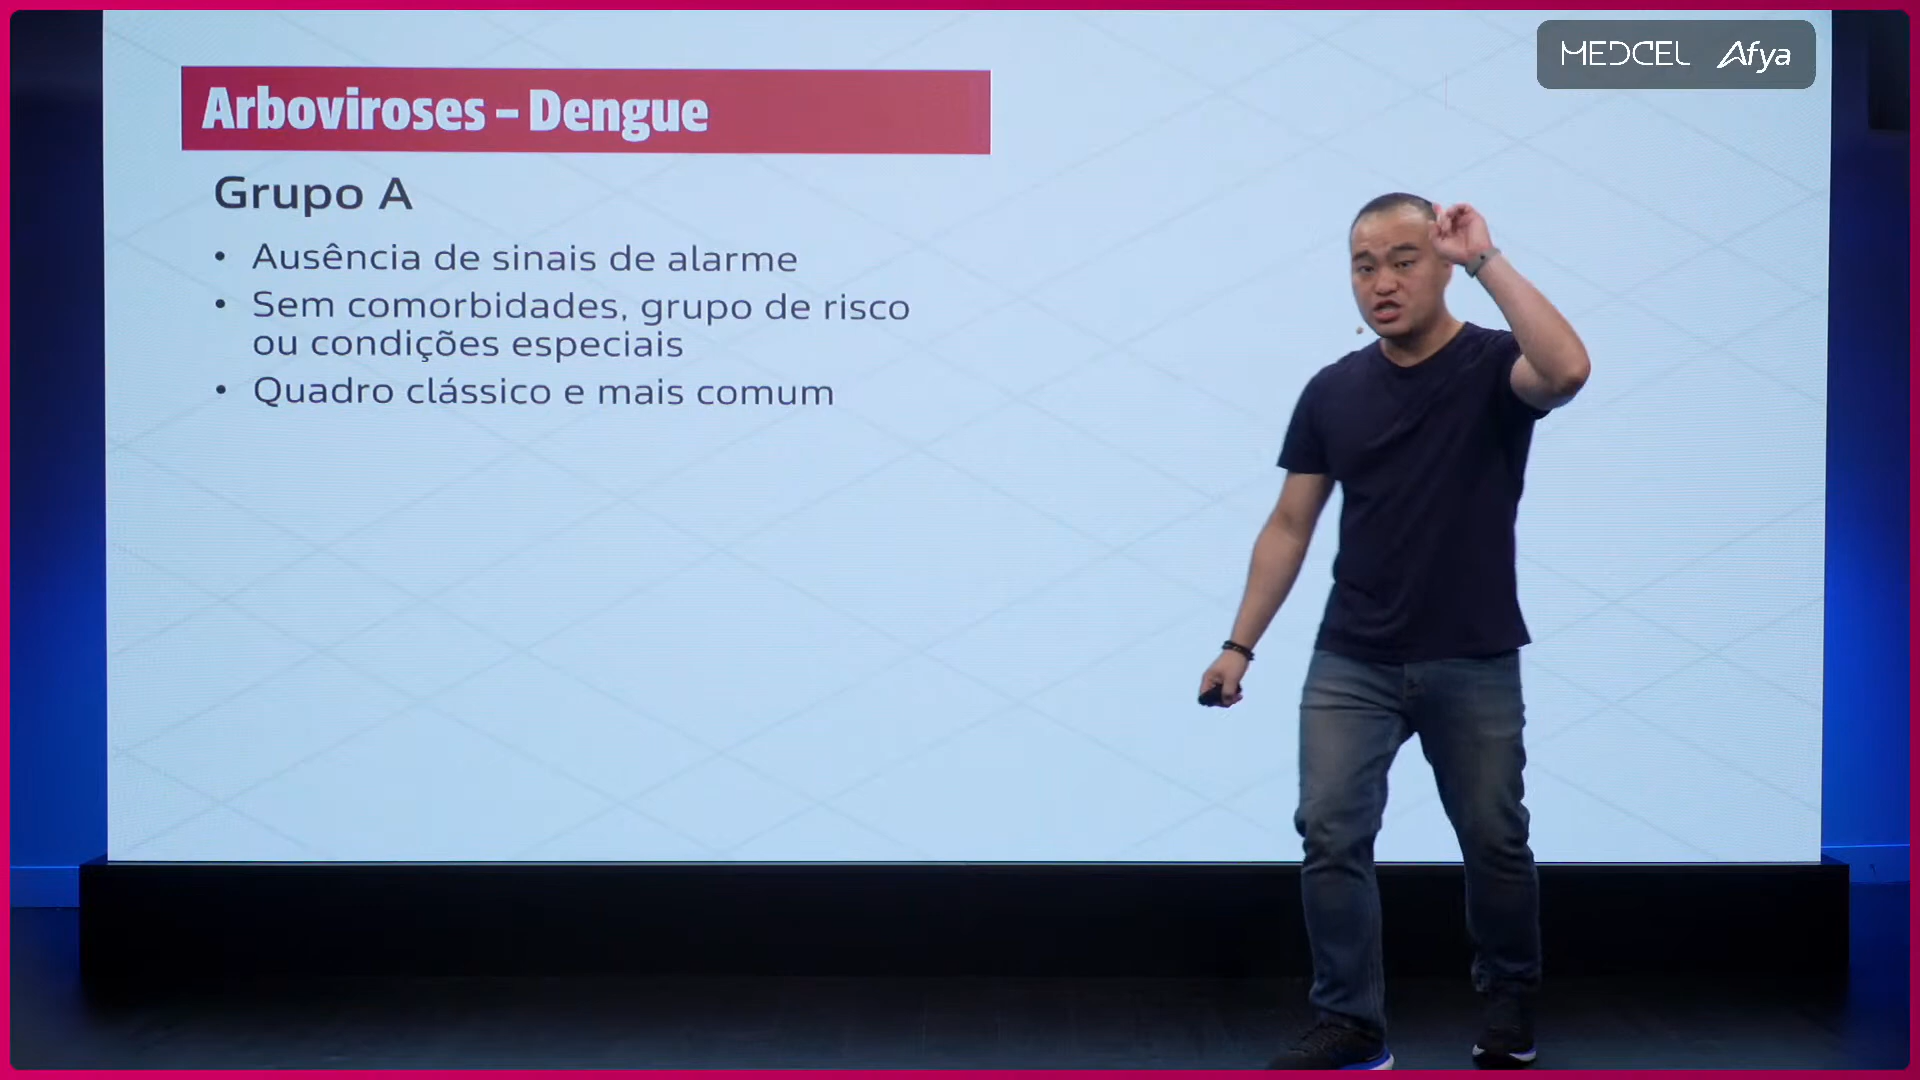 MEDCEL Afya
Arboviroses – Dengue
Grupo A
• Ausência de sinais de alarme
• Sem comorbidades, grupo de risco
ou condições especiais
• Quadro clássico e mais comum